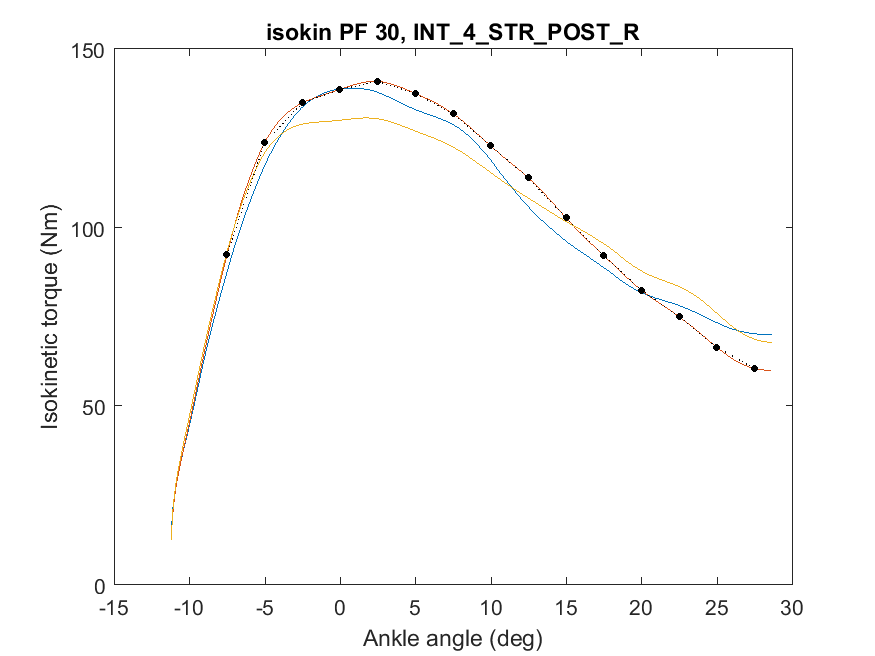 isokin PF 30, INT_4_STR_POST_R
150
100
50
0
Isokinetic torque (Nm)
-15 -10 -5 0 5 10 15 20 25 30
Ankle angle (deg)